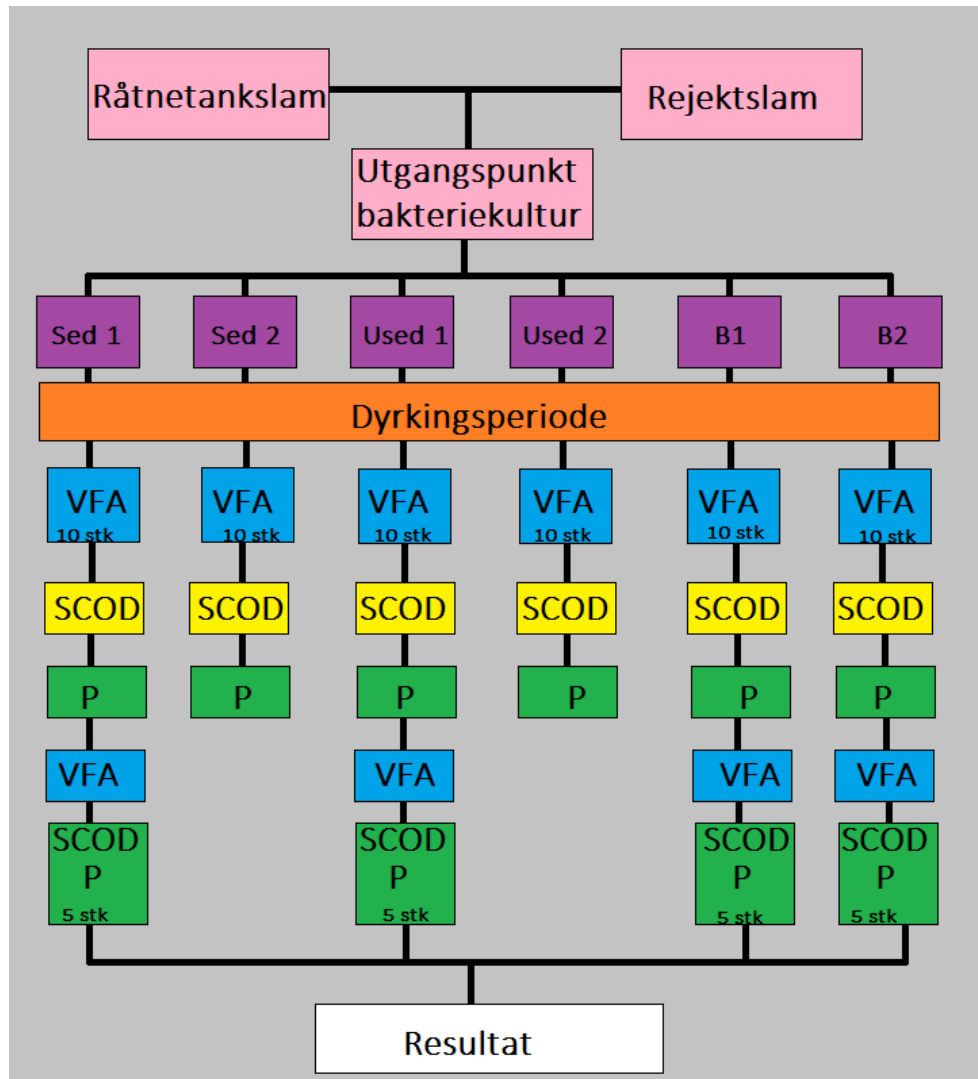 Råtnetankslam
Rejektslam
Utgangspunkt
bakteriekultur
Sed 1
Sed 2
Used 1
Used 2
B1
B2
Dyrkingsperiode
VFA
10 stk
VFA
10 stk
VFA
10 stk
VFA
10 stk
VFA
10 stk
VFA
10 stk
SCOD
SCOD
SCOD
SCOD
SCOD
SCOD
P
P
P
P
P
P
VFA
VFA
VFA
VFA
SCOD
P
5 stk
SCOD
P
5 stk
SCOD
P
5 stk
SCOD
P
5 stk
Resultat